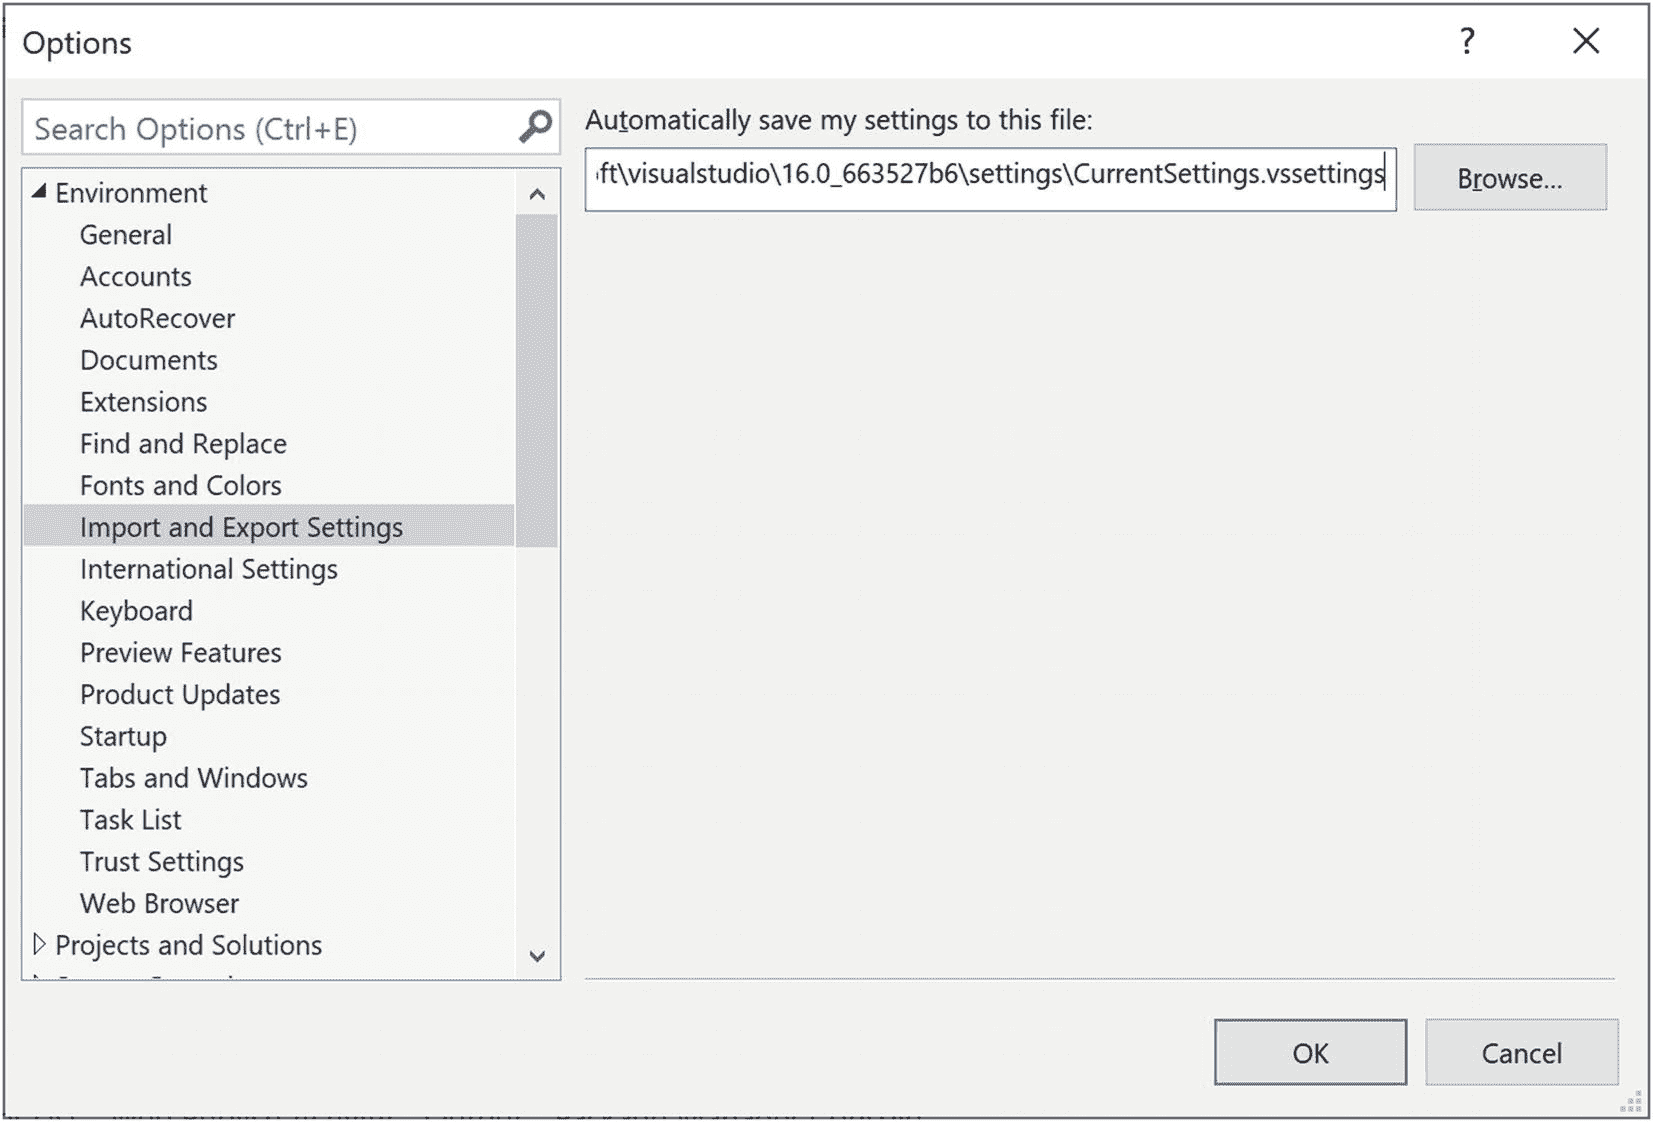 Options
?
Search Options (Ctrl+E)
Automatically save my settings to this file:
ft\visualstudio\16.0_663527b6\settings\CurrentSettings.vssettings
Browse...
Environment
General
Accounts
AutoRecover
Documents
Extensions
Find and Replace
Fonts and Colors
Import and Export Settings
International Settings
Keyboard
Preview Features
Product Updates
Startup
Tabs and Windows
Task List
Trust Settings
Web Browser
Projects and Solutions
OK
Cancel